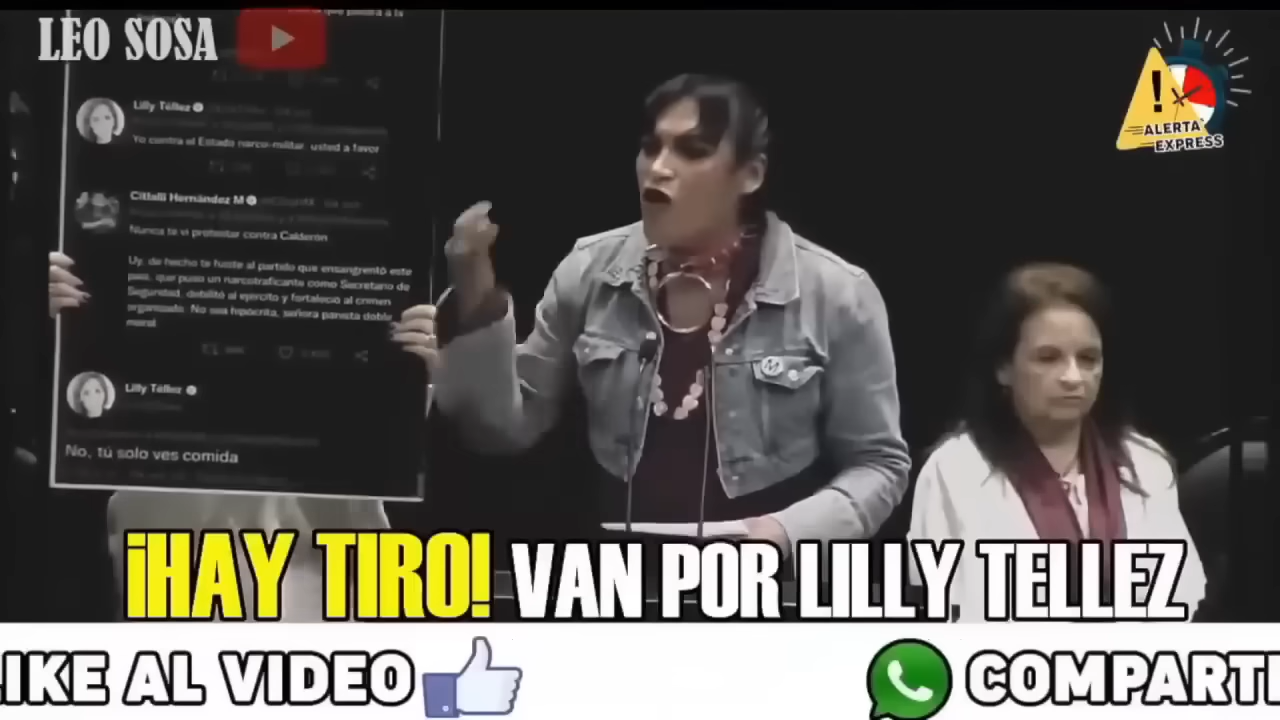 LEO SOSA
ALERTA
EXPRESS
Lilly Téllez
Yo contra el Estado narco-militar, usted a favor
Citlalli Hernández M
Nunca te vi protestar contra Calderón
Uy, de hecho te fuiste al partido que ensangrentó este
país, que puso un narcotraficante como Secretario de
Seguridad, debilitó al ejército y fortaleció al crimen
organizado. No sea hipócrita, señora panista doble
moral.
Lilly Téllez
No, tú solo ves comida
¡HAY TIRO! VAN POR LILLY TELLEZ
LIKE AL VIDEO
COMPARTE